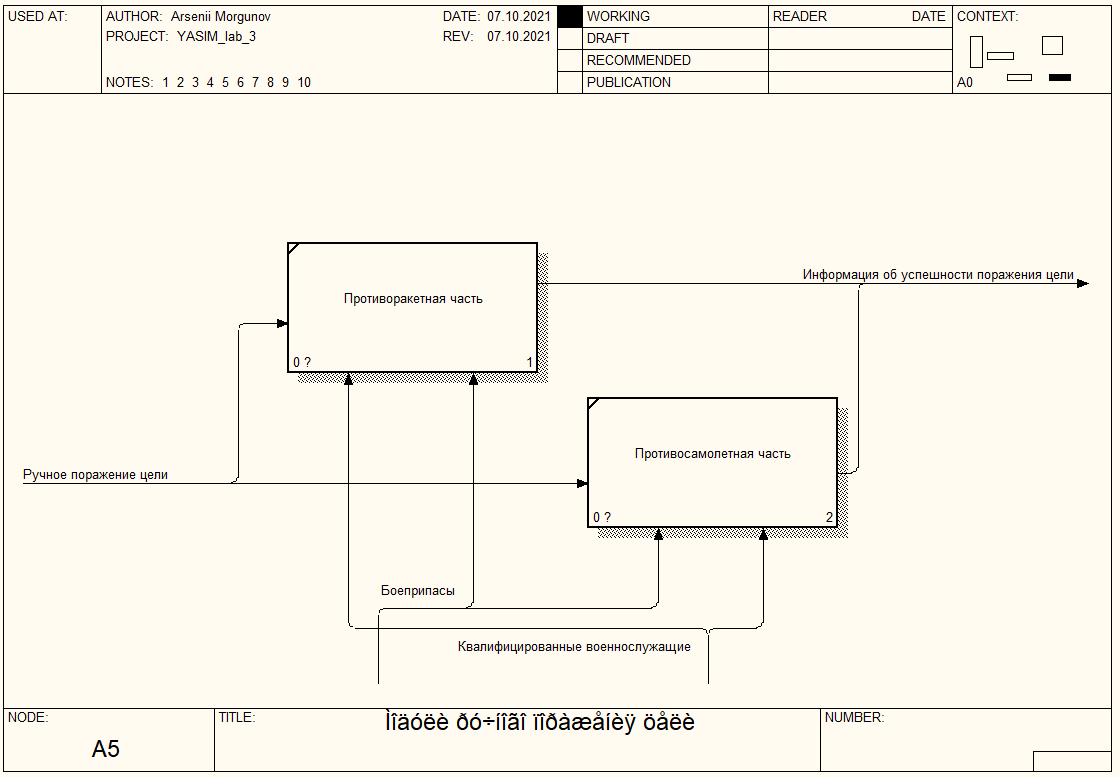 USED AT:
AUTHOR: Arsenii Morgunov
DATE: 07.10.2021
PROJECT: YASIM_lab_3
REV: 07.10.2021
NOTES: 1 2 3 4 5 6 7 8 9 10
WORKING
DRAFT
RECOMMENDED
PUBLICATION
READER DATE
CONTEXT:
A0
Информация об успешности поражения цели
Противоракетная часть
0 ? 1
Противосамолетная часть
0 ? 2
Ручное поражение цели
Боеприпасы
Квалифицированные военнослужащие
NODE:
A5
TITLE:
Ìîäóëè ðó÷íîãî ïîðàæåíèÿ öåëè
NUMBER: